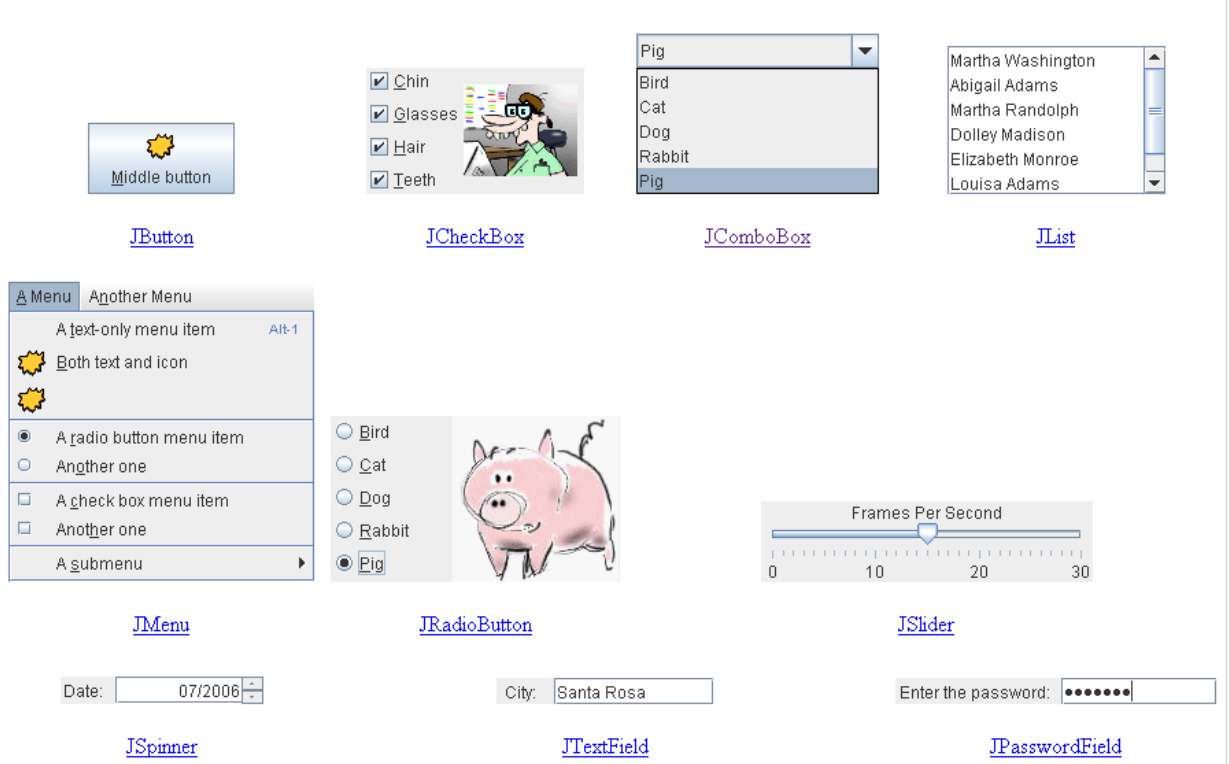 Middle button
JButton
Chin
Glasses
Hair
Teeth
JCheckBox
Pig
Bird
Cat
Dog
Rabbit
Pig
JComboBox
Martha Washington
Abigail Adams
Martha Randolph
Dolley Madison
Elizabeth Monroe
Louisa Adams
JList
A Menu Another Menu
A text-only menu item Alt-1
Both text and icon
A radio button menu item
Another one
A check box menu item
Another one
A submenu
JMenu
Bird
Cat
Dog
Rabbit
Pig
JRadioButton
Frames Per Second
0 10 20 30
JSlider
Date: 07/2006
JSpinner
City: Santa Rosa
JTextField
Enter the password: •••••••
JPasswordField